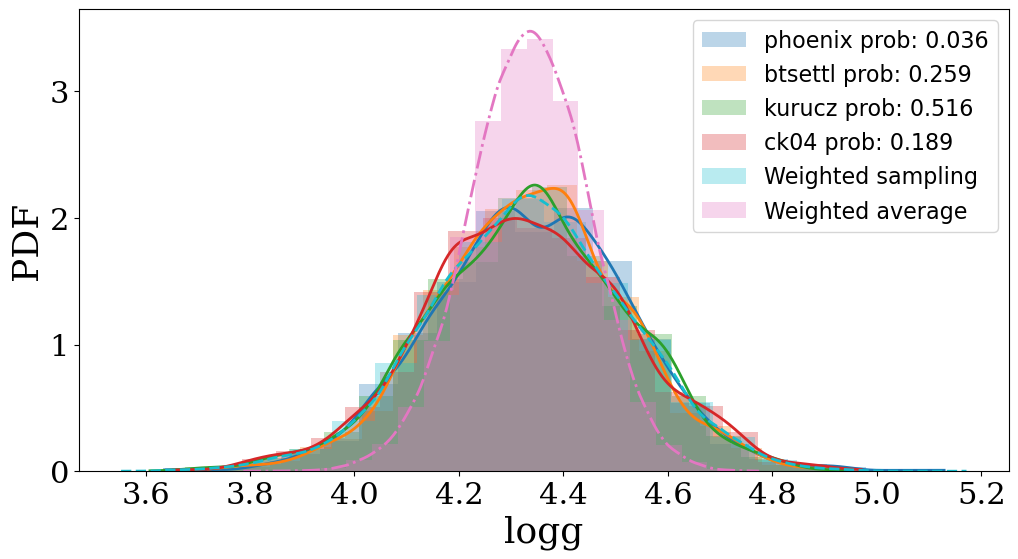 phoenix prob: 0.036
btsettl prob: 0.259
kurucz prob: 0.516
ck04 prob: 0.189
Weighted sampling
Weighted average
PDF
3
2
1
0
3.6 3.8 4.0 4.2 4.4 4.6 4.8 5.0 5.2
logg